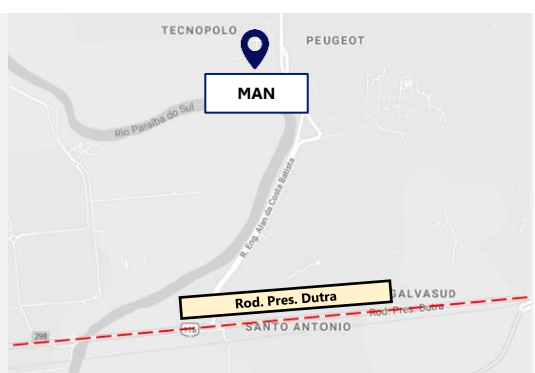 TECNOPOLO
PEUGEOT
MAN
Rio Paraíba do Sul
R. Eng. Alan da Costa Batista
Rod. Pres. Dutra
GALVASUD
Rod. Pres. Dutra
298
116
SANTO ANTONIO